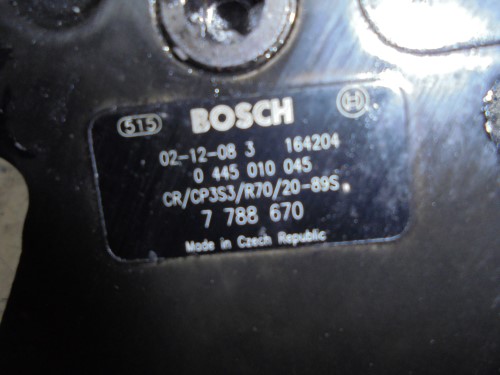 515 BOSCH
02-12-08 3 164204
0 445 010 045
CR/CP3S3/R70/20-89S
7 788 670
Made in Czech Republic